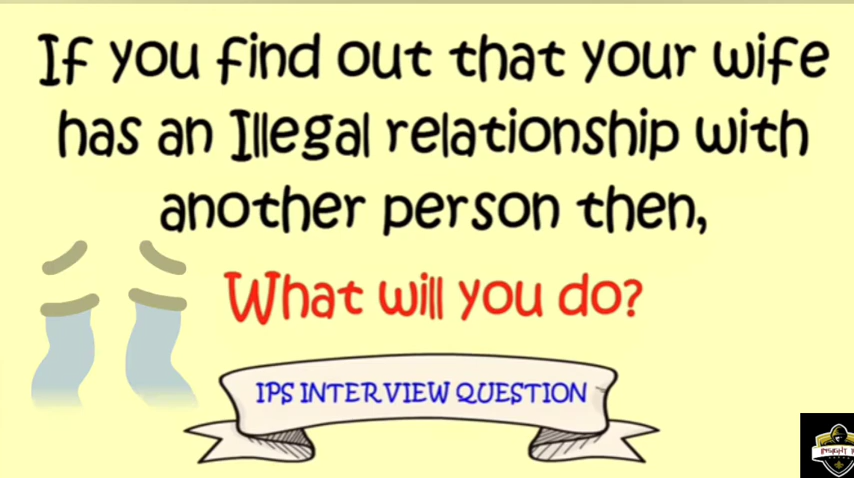 If you find out that your wife
has an Illegal relationship with
another person then,
What will you do?
IPS INTERVIEW QUESTION